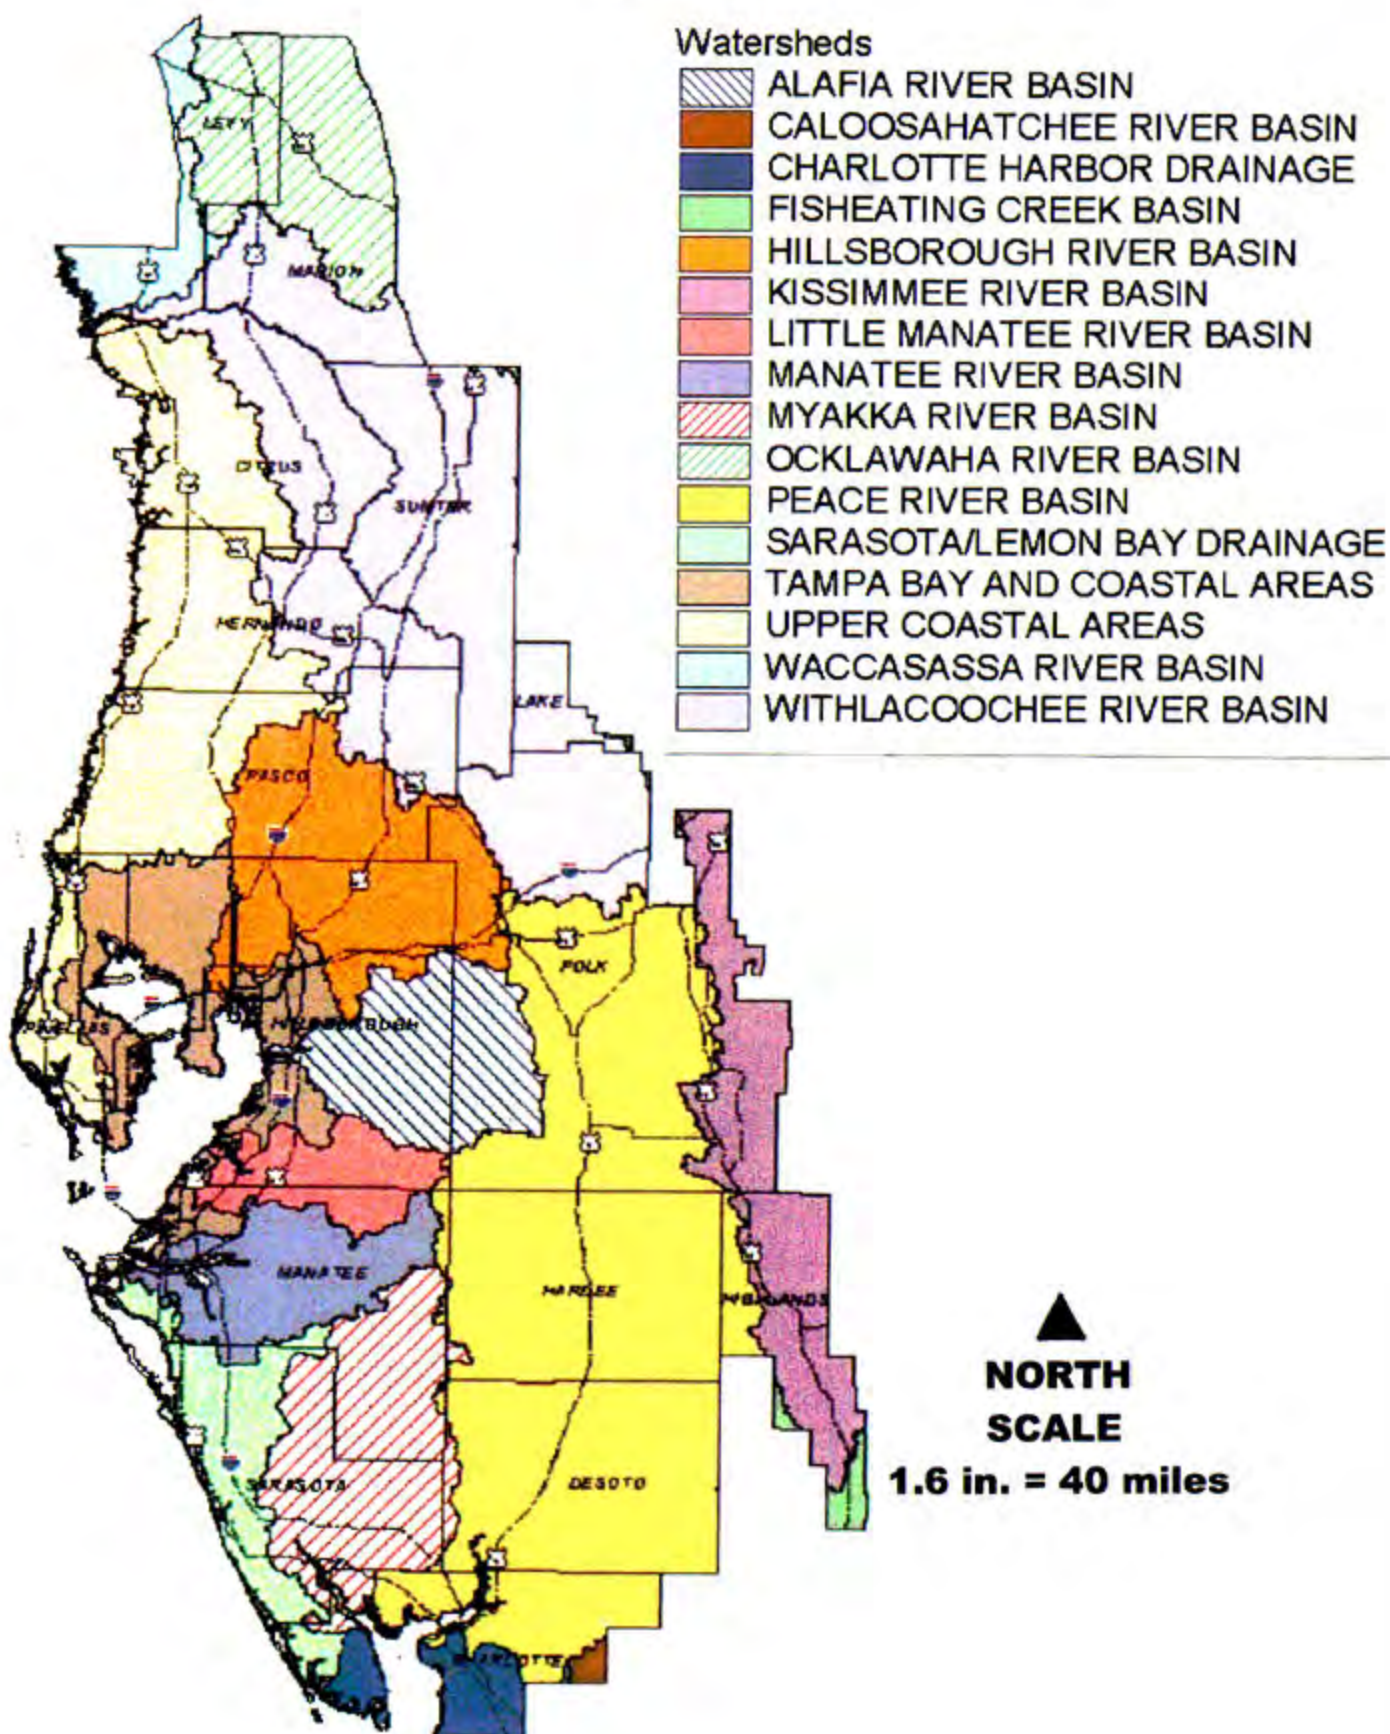 Watersheds
ALAFIA RIVER BASIN
CALOOSAHATCHEE RIVER BASIN
CHARLOTTE HARBOR DRAINAGE
FISHEATING CREEK BASIN
HILLSBOROUGH RIVER BASIN
KISSIMMEE RIVER BASIN
LITTLE MANATEE RIVER BASIN
MANATEE RIVER BASIN
MYAKKA RIVER BASIN
OCKLAWAHA RIVER BASIN
PEACE RIVER BASIN
SARASOTA/LEMON BAY DRAINAGE
TAMPA BAY AND COASTAL AREAS
UPPER COASTAL AREAS
WACCASASSA RIVER BASIN
WITHLACOOCHEE RIVER BASIN
LEVY
MARION
CITRUS
SUMTER
HERNANDO
LAKE
PASCO
POLK
PINELLAS
HILLSBOROUGH
MANATEE
HARDEE
HIGHLANDS
SARASOTA
DESOTO
CHARLOTTE
NORTH
SCALE
1.6 in. = 40 miles